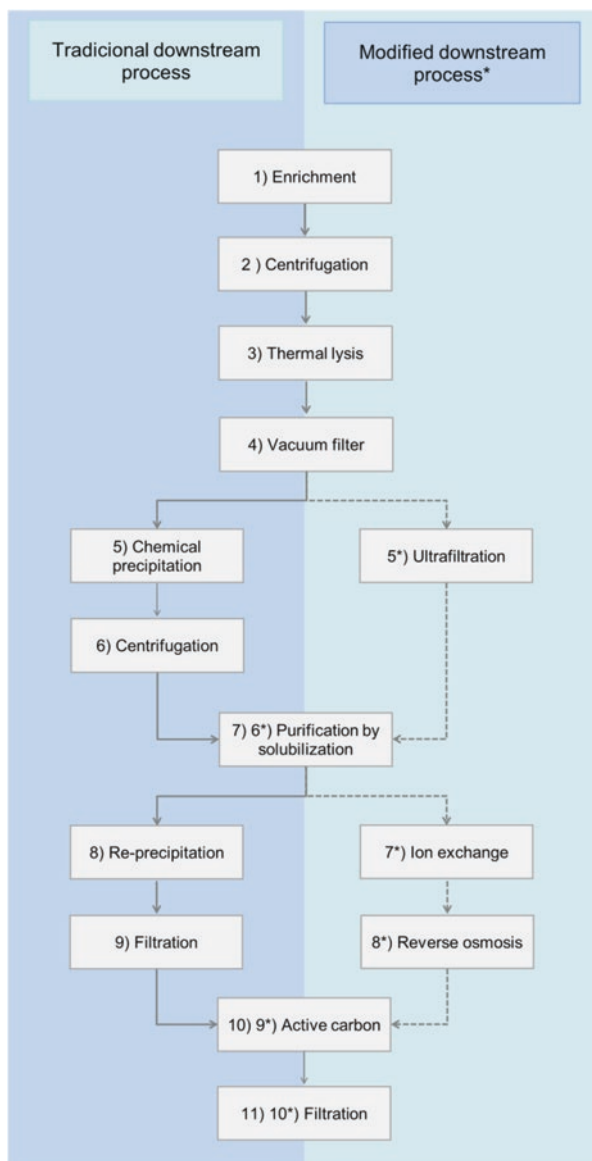 Tradicional downstream
process
Modified downstream
process*
1) Enrichment
2 ) Centrifugation
3) Thermal lysis
4) Vacuum filter
5) Chemical
precipitation
5*) Ultrafiltration
6) Centrifugation
7) 6*) Purification by
solubilization
8) Re-precipitation
7*) Ion exchange
9) Filtration
8*) Reverse osmosis
10) 9*) Active carbon
11) 10*) Filtration